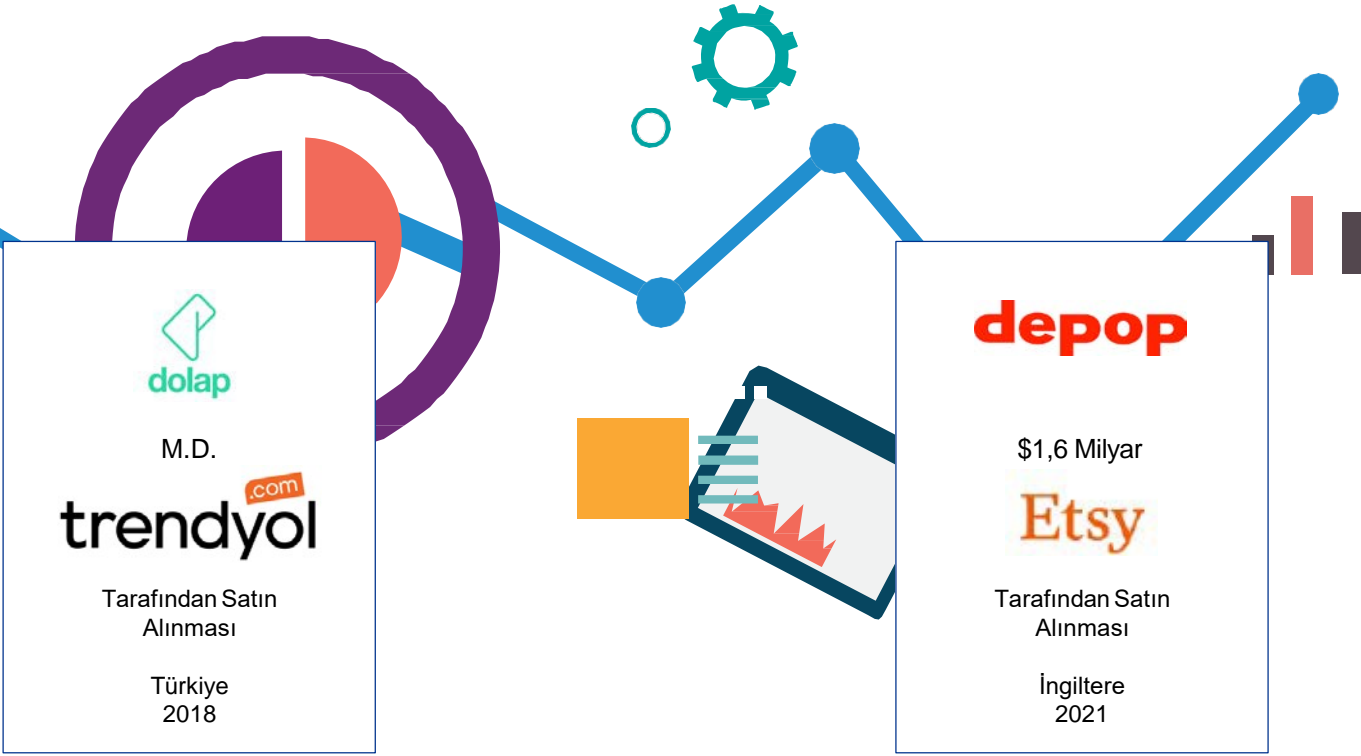 dolap
M.D.
.com
trendyol
Tarafından Satın
Alınması
Türkiye
2018
depop
$1,6 Milyar
Etsy
Tarafından Satın
Alınması
İngiltere
2021